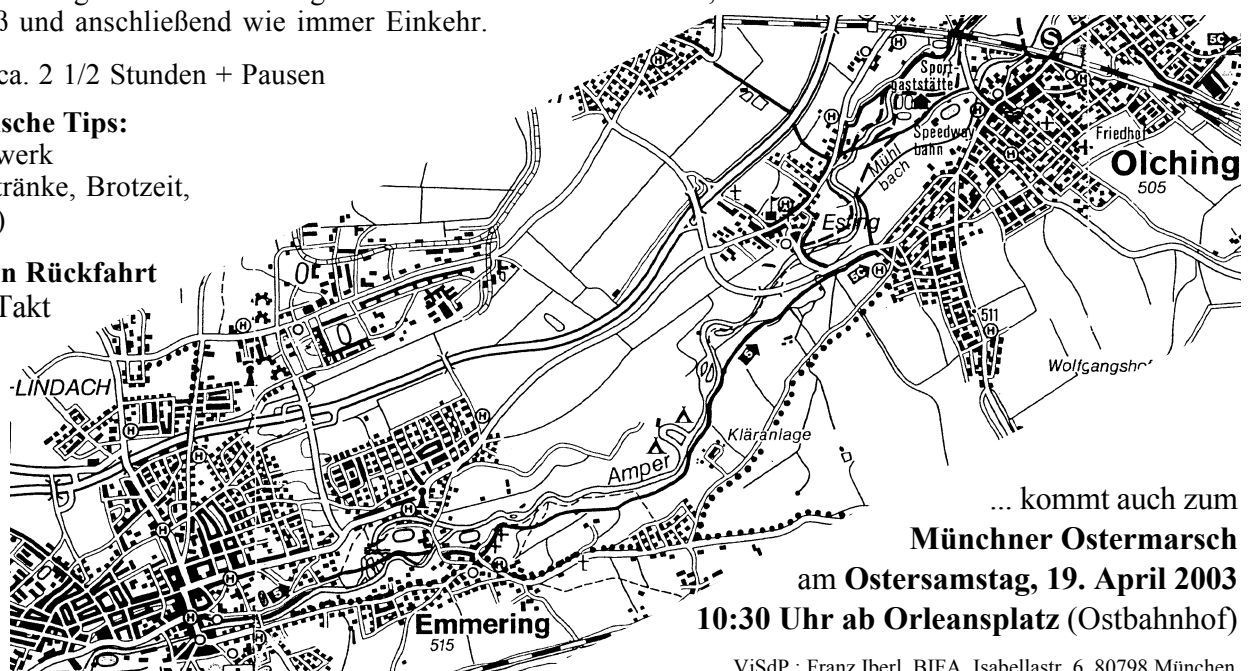 ß und anschließend wie immer Einkehr.
ca. 2 1/2 Stunden + Pausen
sche Tips:
werk
tränke, Brotzeit,
)
n Rückfahrt
Takt
Sport-
gaststätte
Speedway
bahn
Mühl
bach
Friedhof
Olching
505
Esting
511
Wolfgangshof
-LINDACH
Kläranlage
Amper
Emmering
515
... kommt auch zum
Münchner Ostermarsch
am Ostersamstag, 19. April 2003
10:30 Uhr ab Orleansplatz (Ostbahnhof)
ViSdP.: Franz Iberl, BIFA, Isabellastr. 6, 80798 München